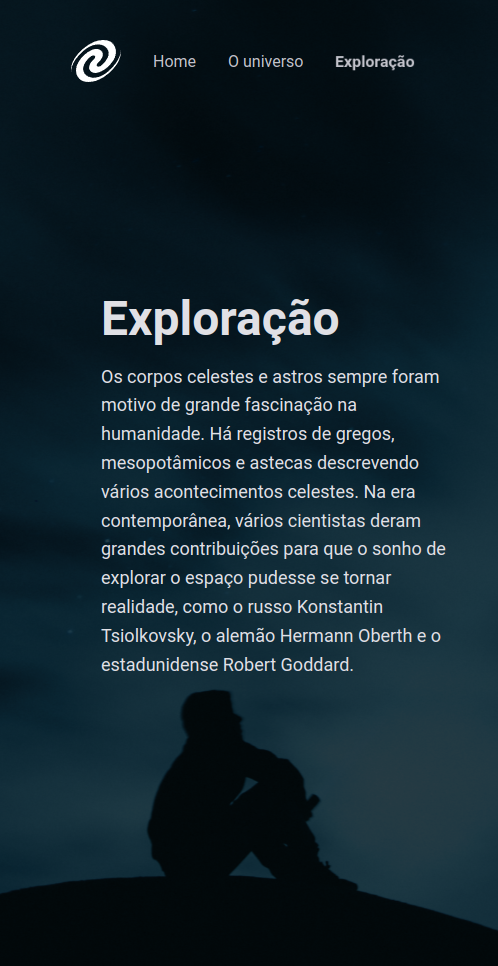 Home O universo Exploração
Exploração
Os corpos celestes e astros sempre foram
motivo de grande fascinação na
humanidade. Há registros de gregos,
mesopotâmicos e astecas descrevendo
vários acontecimentos celestes. Na era
contemporânea, vários cientistas deram
grandes contribuições para que o sonho de
explorar o espaço pudesse se tornar
realidade, como o russo Konstantin
Tsiolkovsky, o alemão Hermann Oberth e o
estadunidense Robert Goddard.